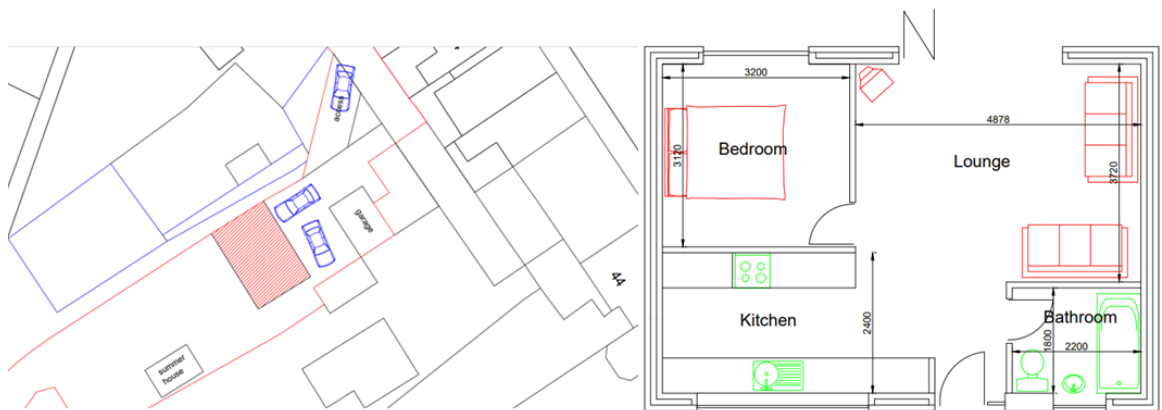 access
garage
44
summer
house
N
3200
4878
Bedroom
3120
Lounge
3720
Kitchen
2400
Bathroom
1800
2200